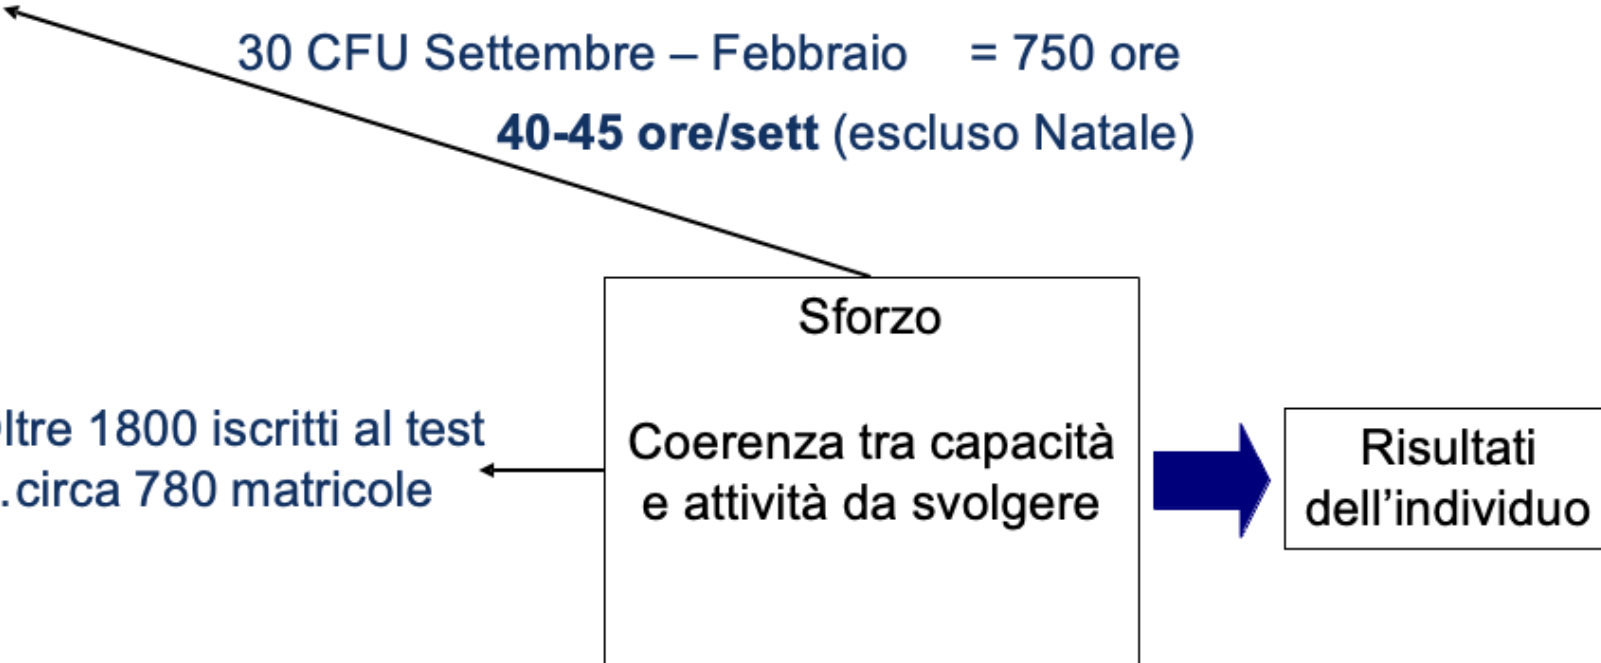 30 CFU Settembre – Febbraio = 750 ore
40-45 ore/sett (escluso Natale)
Sforzo
ltre 1800 iscritti al test
.circa 780 matricole
Coerenza tra capacità
e attività da svolgere
Risultati
dell’individuo